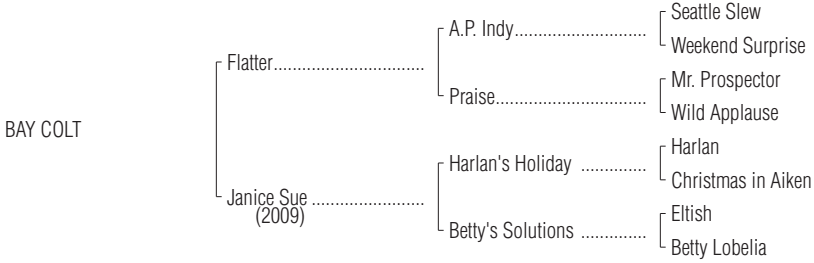 Seattle Slew
A.P. Indy..............................
Weekend Surprise
Flatter..................................
Mr. Prospector
Praise..................................
Wild Applause
BAY COLT
Harlan
Harlan's Holiday ...............
Christmas in Aiken
Janice Sue .........................
(2009)
Eltish
Betty's Solutions ...............
Betty Lobelia